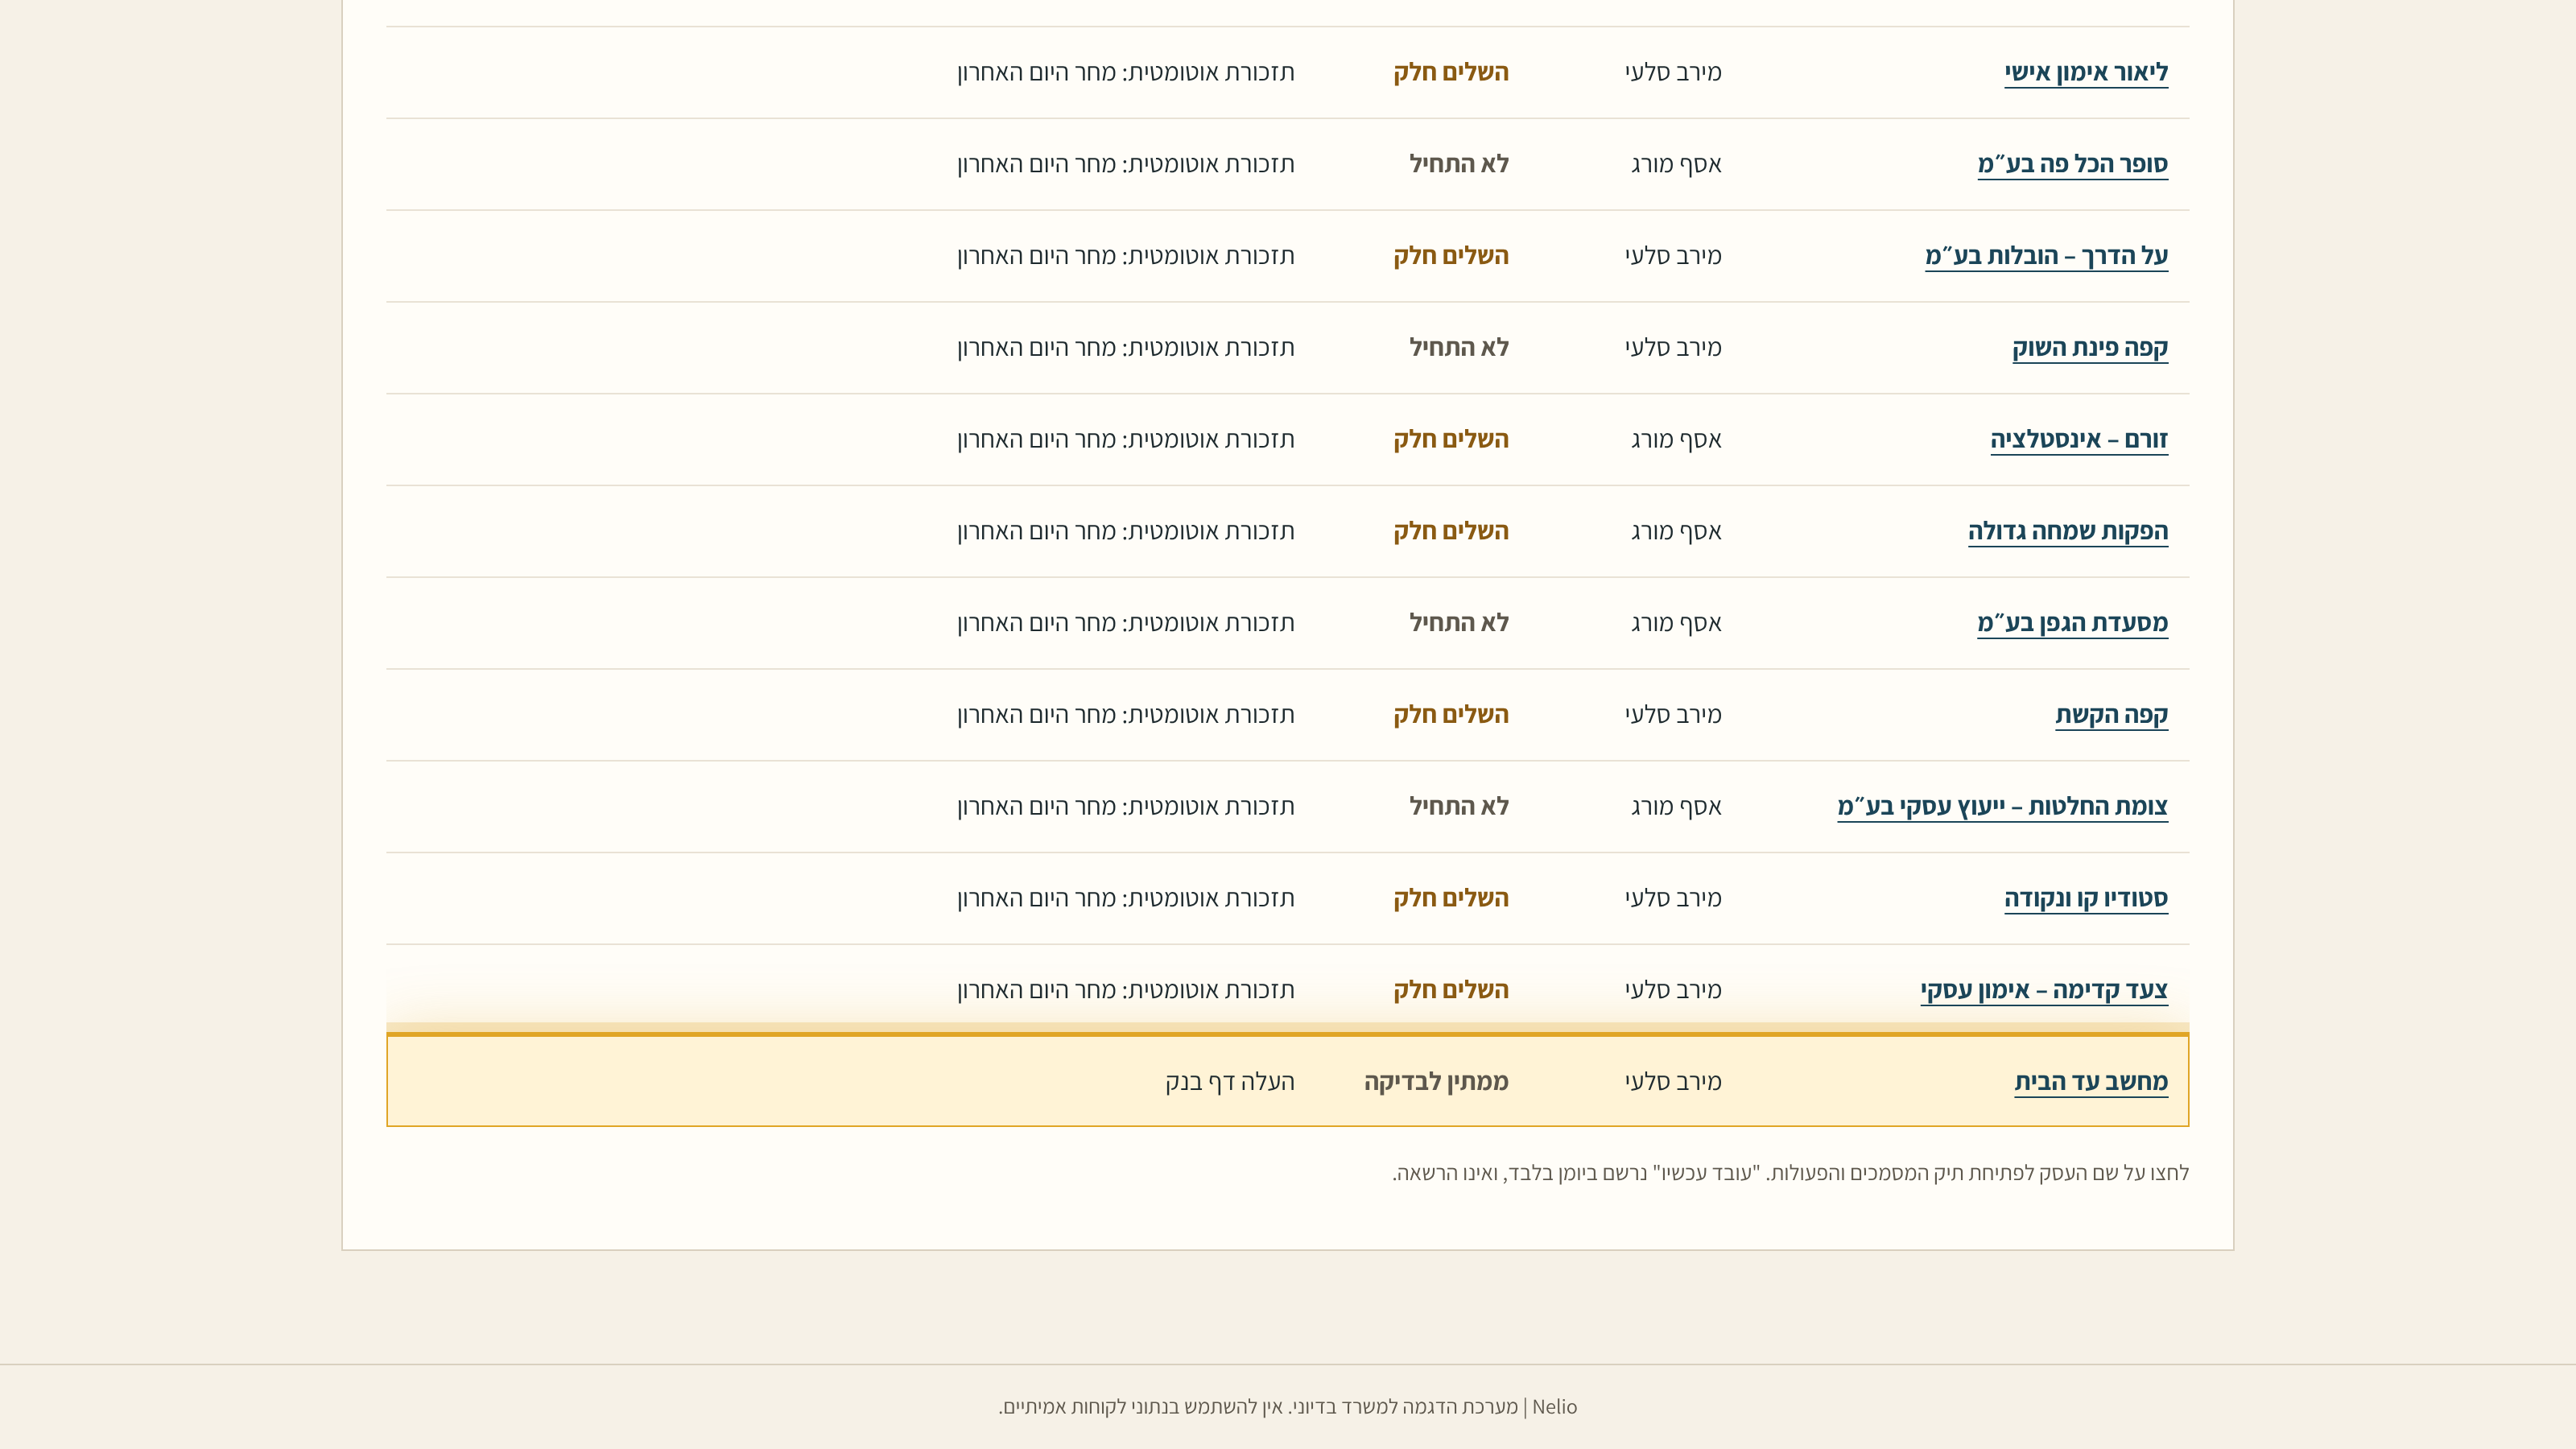 ליאור אימון אישי מירב סלעי השלים חלק תזכורת אוטומטית: מחר היום האחרון
סופר הכל פה בע״מ אסף מורג לא התחיל תזכורת אוטומטית: מחר היום האחרון
על הדרך – הובלות בע״מ מירב סלעי השלים חלק תזכורת אוטומטית: מחר היום האחרון
קפה פינת השוק מירב סלעי לא התחיל תזכורת אוטומטית: מחר היום האחרון
זורם – אינסטלציה אסף מורג השלים חלק תזכורת אוטומטית: מחר היום האחרון
הפקות שמחה גדולה אסף מורג השלים חלק תזכורת אוטומטית: מחר היום האחרון
מסעדת הגפן בע״מ אסף מורג לא התחיל תזכורת אוטומטית: מחר היום האחרון
קפה הקשת מירב סלעי השלים חלק תזכורת אוטומטית: מחר היום האחרון
צומת החלטות – ייעוץ עסקי בע״מ אסף מורג לא התחיל תזכורת אוטומטית: מחר היום האחרון
סטודיו קו ונקודה מירב סלעי השלים חלק תזכורת אוטומטית: מחר היום האחרון
צעד קדימה – אימון עסקי מירב סלעי השלים חלק תזכורת אוטומטית: מחר היום האחרון
מחשב עד הבית מירב סלעי ממתין לבדיקה העלה דף בנק
לחצו על שם העסק לפתיחת תיק המסמכים והפעולות. "עובד עכשיו" נרשם ביומן בלבד, ואינו הרשאה.
Nelio | מערכת הדגמה למשרד בדיוני. אין להשתמש בנתוני לקוחות אמיתיים.